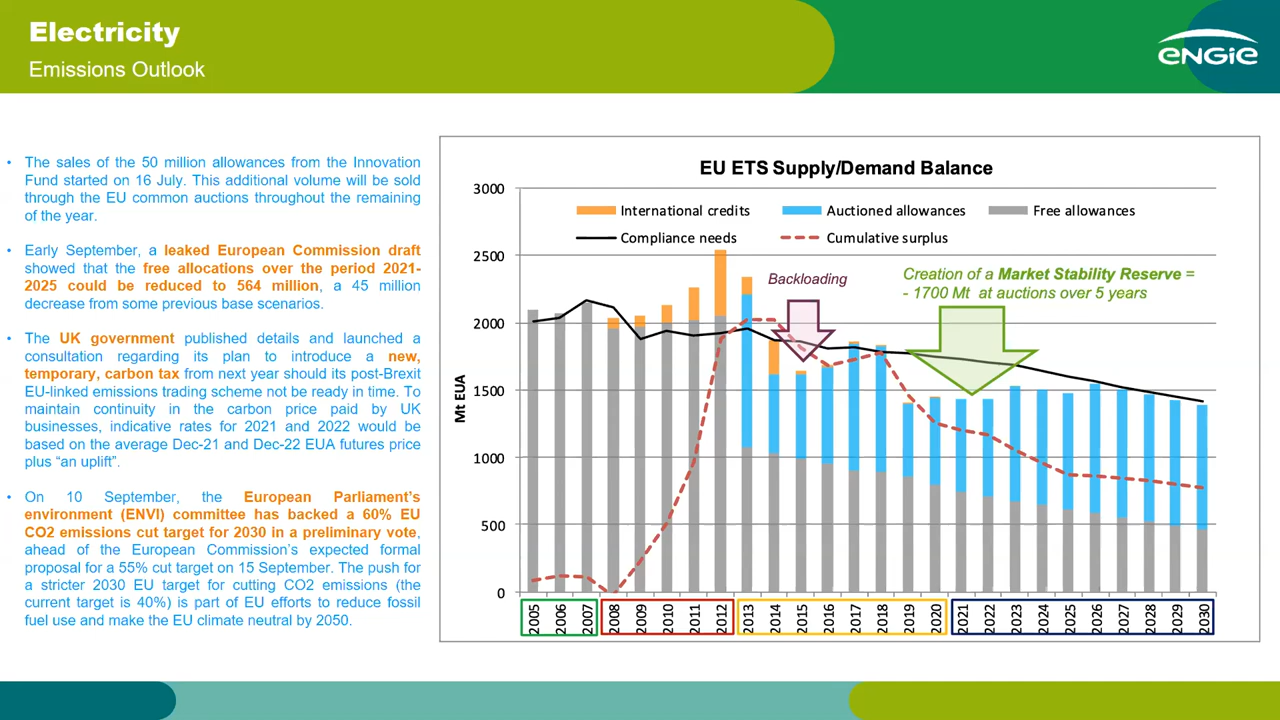 Electricity
Emissions Outlook
ENGIE
• The sales of the 50 million allowances from the Innovation
Fund started on 16 July. This additional volume will be sold
through the EU common auctions throughout the remaining
of the year.
• Early September, a leaked European Commission draft
showed that the free allocations over the period 2021-
2025 could be reduced to 564 million, a 45 million
decrease from some previous base scenarios.
• The UK government published details and launched a
consultation regarding its plan to introduce a new,
temporary, carbon tax from next year should its post-Brexit
EU-linked emissions trading scheme not be ready in time. To
maintain continuity in the carbon price paid by UK
businesses, indicative rates for 2021 and 2022 would be
based on the average Dec-21 and Dec-22 EUA futures price
plus “an uplift”.
• On 10 September, the European Parliament’s
environment (ENVI) committee has backed a 60% EU
CO2 emissions cut target for 2030 in a preliminary vote,
ahead of the European Commission’s expected formal
proposal for a 55% cut target on 15 September. The push for
a stricter 2030 EU target for cutting CO2 emissions (the
current target is 40%) is part of EU efforts to reduce fossil
fuel use and make the EU climate neutral by 2050.
EU ETS Supply/Demand Balance
International credits
Auctioned allowances
Free allowances
Compliance needs
Cumulative surplus
Backloading
Creation of a Market Stability Reserve =
- 1700 Mt at auctions over 5 years
Mt EUA
3000
2500
2000
1500
1000
500
0
2005
2006
2007
2008
2009
2010
2011
2012
2013
2014
2015
2016
2017
2018
2019
2020
2021
2022
2023
2024
2025
2026
2027
2028
2029
2030